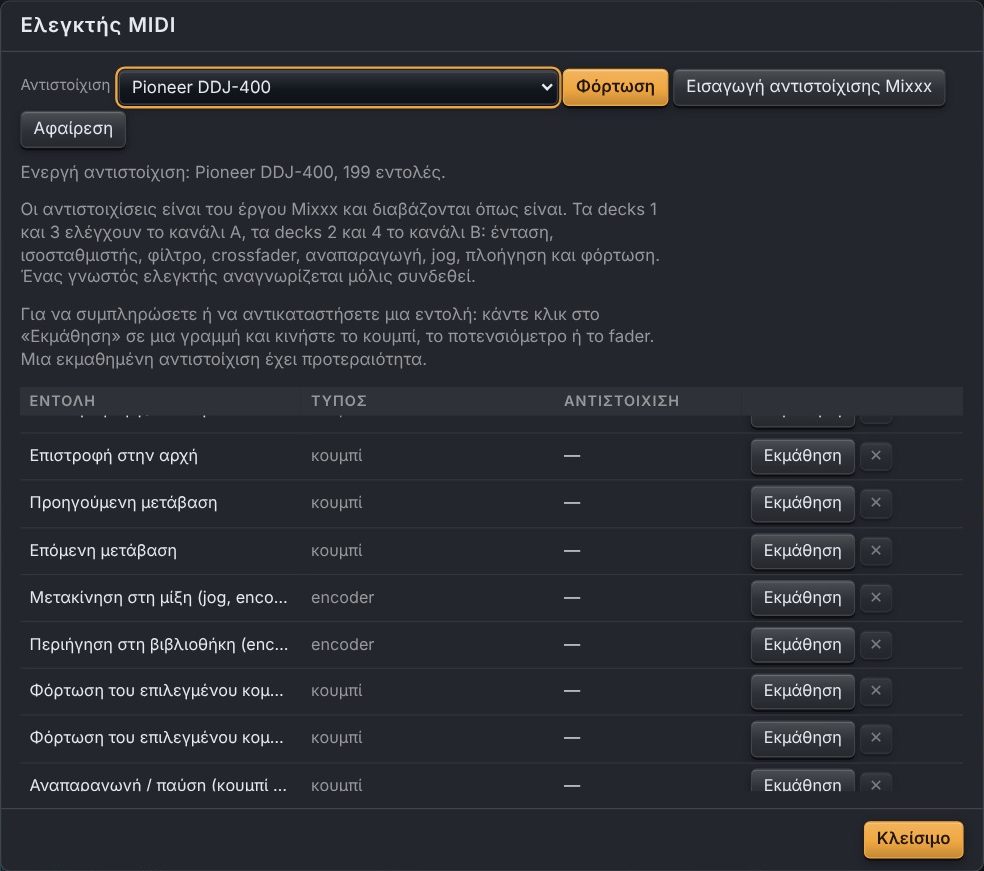 Ελεγκτής MIDI
Αντιστοίχιση Pioneer DDJ-400 Φόρτωση Εισαγωγή αντιστοίχισης Mixxx
Αφαίρεση
Ενεργή αντιστοίχιση: Pioneer DDJ-400, 199 εντολές.
Οι αντιστοιχίσεις είναι του έργου Mixxx και διαβάζονται όπως είναι. Τα decks 1
και 3 ελέγχουν το κανάλι A, τα decks 2 και 4 το κανάλι B: ένταση,
ισοσταθμιστής, φίλτρο, crossfader, αναπαραγωγή, jog, πλοήγηση και φόρτωση.
Ένας γνωστός ελεγκτής αναγνωρίζεται μόλις συνδεθεί.
Για να συμπληρώσετε ή να αντικαταστήσετε μια εντολή: κάντε κλικ στο
«Εκμάθηση» σε μια γραμμή και κινήστε το κουμπί, το ποτενσιόμετρο ή το fader.
Μια εκμαθημένη αντιστοίχιση έχει προτεραιότητα.
ΕΝΤΟΛΗ ΤΥΠΟΣ ΑΝΤΙΣΤΟΙΧΙΣΗ
Επιστροφή στην αρχή κουμπί — Εκμάθηση ×
Προηγούμενη μετάβαση κουμπί — Εκμάθηση ×
Επόμενη μετάβαση κουμπί — Εκμάθηση ×
Μετακίνηση στη μίξη (jog, enco... encoder — Εκμάθηση ×
Περιήγηση στη βιβλιοθήκη (enc... encoder — Εκμάθηση ×
Φόρτωση του επιλεγμένου κομ... κουμπί — Εκμάθηση ×
Φόρτωση του επιλεγμένου κομ... κουμπί — Εκμάθηση ×
Αναπαραγωγή / παύση (κουμπί ... κουμπί — Εκμάθηση ×
Κλείσιμο